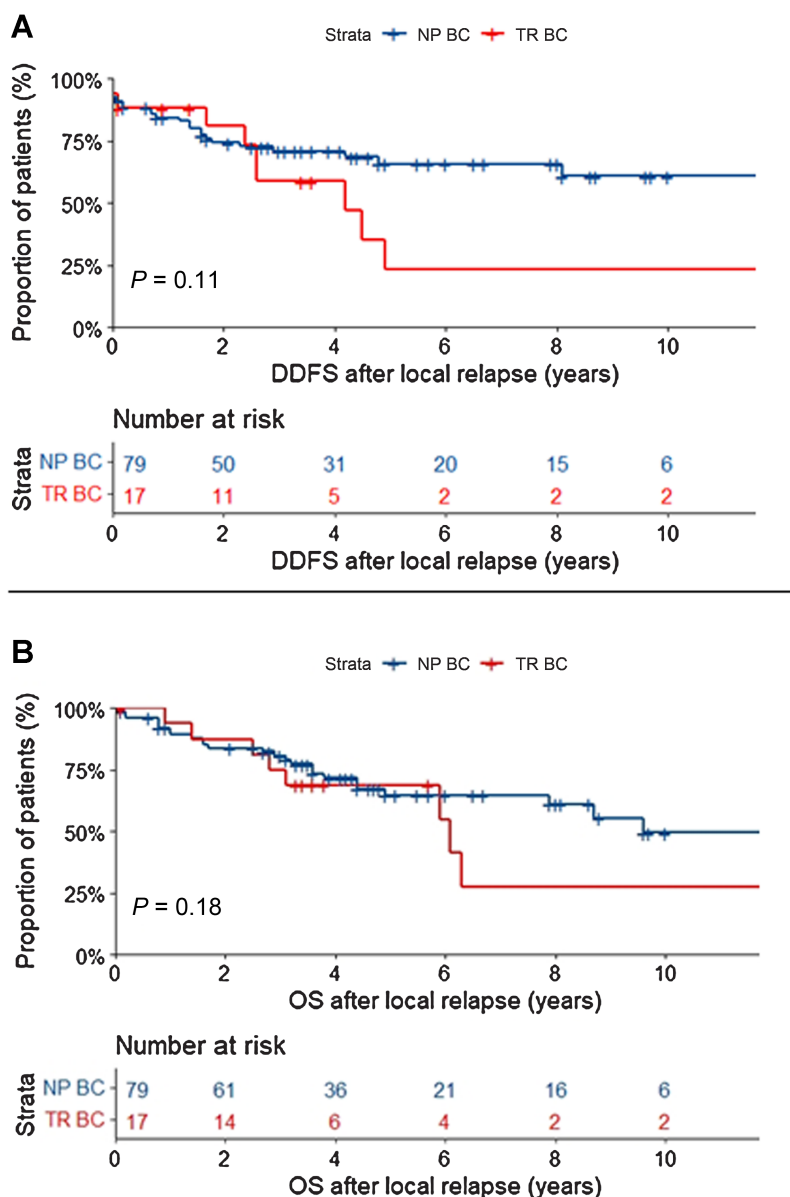 A
Strata NP BC TR BC
Proportion of patients (%)
100%
75%
50%
25%
0%
P = 0.11
0 2 4 6 8 10
DDFS after local relapse (years)
Number at risk
Strata
NP BC 79 50 31 20 15 6
TR BC 17 11 5 2 2 2
0 2 4 6 8 10
DDFS after local relapse (years)
B
Strata NP BC TR BC
Proportion of patients (%)
100%
75%
50%
25%
0%
P = 0.18
0 2 4 6 8 10
OS after local relapse (years)
Number at risk
Strata
NP BC 79 61 36 21 16 6
TR BC 17 14 6 4 2 2
0 2 4 6 8 10
OS after local relapse (years)